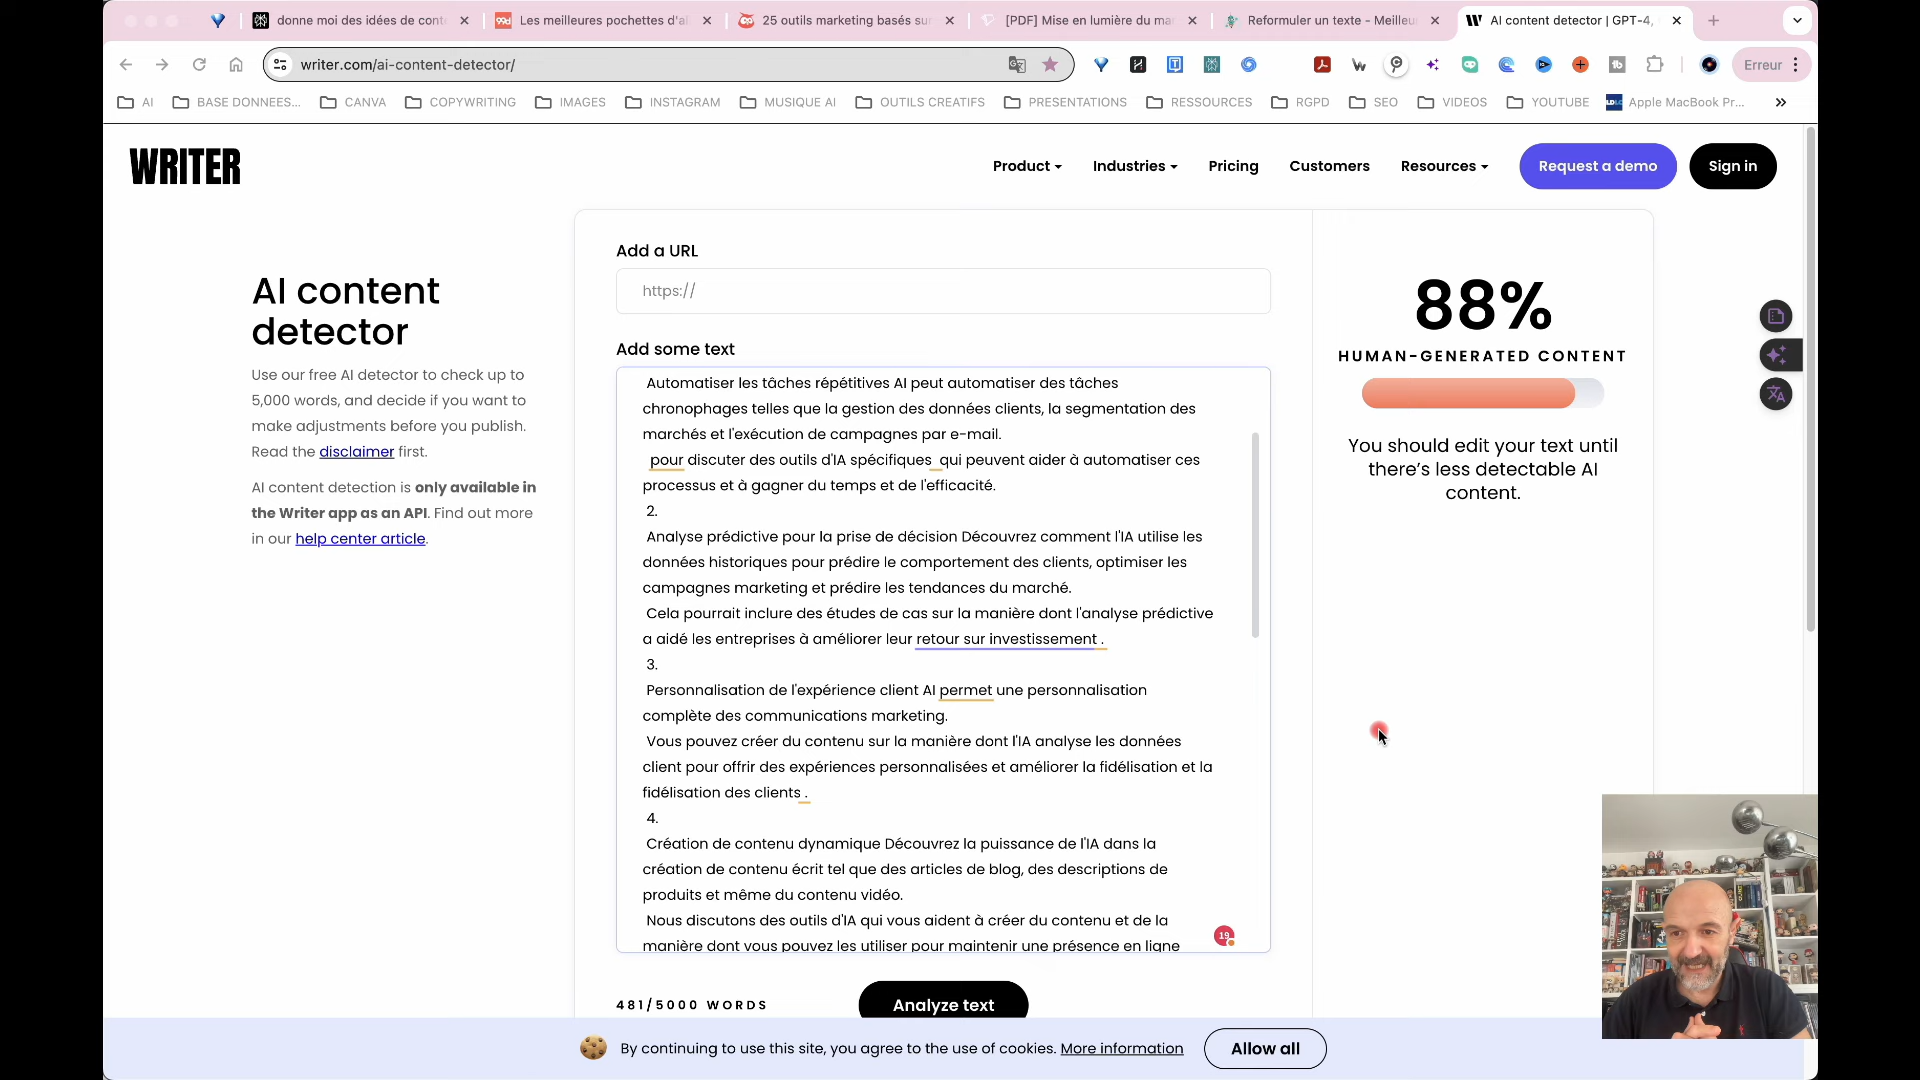 donne moi des idées de con
Les meilleures pochettes d'a
25 outils marketing basés su
[PDF] Mise en lumière du ma
Reformuler un texte - Meilleu
AI content detector | GPT-4,
writer.com/ai-content-detector/
Erreur
AI
BASE DONNEES...
CANVA
COPYWRITING
IMAGES
INSTAGRAM
MUSIQUE AI
OUTILS CREATIFS
PRESENTATIONS
RESSOURCES
RGPD
SEO
VIDEOS
YOUTUBE
Apple MacBook Pr...
WRITER
Product
Industries
Pricing
Customers
Resources
Request a demo
Sign in
AI content
detector
Use our free AI detector to check up to
5,000 words, and decide if you want to
make adjustments before you publish.
Read the disclaimer first.
AI content detection is only available in
the Writer app as an API. Find out more
in our help center article.
Add a URL
https://
Add some text
Automatiser les tâches répétitives AI peut automatiser des tâches
chronophages telles que la gestion des données clients, la segmentation des
marchés et l'exécution de campagnes par e-mail.
pour discuter des outils d'IA spécifiques qui peuvent aider à automatiser ces
processus et à gagner du temps et de l'efficacité.
2.
Analyse prédictive pour la prise de décision Découvrez comment l'IA utilise les
données historiques pour prédire le comportement des clients, optimiser les
campagnes marketing et prédire les tendances du marché.
Cela pourrait inclure des études de cas sur la manière dont l'analyse prédictive
a aidé les entreprises à améliorer leur retour sur investissement .
3.
Personnalisation de l'expérience client AI permet une personnalisation
complète des communications marketing.
Vous pouvez créer du contenu sur la manière dont l'IA analyse les données
client pour offrir des expériences personnalisées et améliorer la fidélisation et la
fidélisation des clients .
4.
Création de contenu dynamique Découvrez la puissance de l'IA dans la
création de contenu écrit tel que des articles de blog, des descriptions de
produits et même du contenu vidéo.
Nous discutons des outils d'IA qui vous aident à créer du contenu et de la
manière dont vous pouvez les utiliser pour maintenir une présence en ligne
19
481/5000 WORDS
Analyze text
88%
HUMAN-GENERATED CONTENT
You should edit your text until
there's less detectable AI
content.
By continuing to use this site, you agree to the use of cookies. More information
Allow all